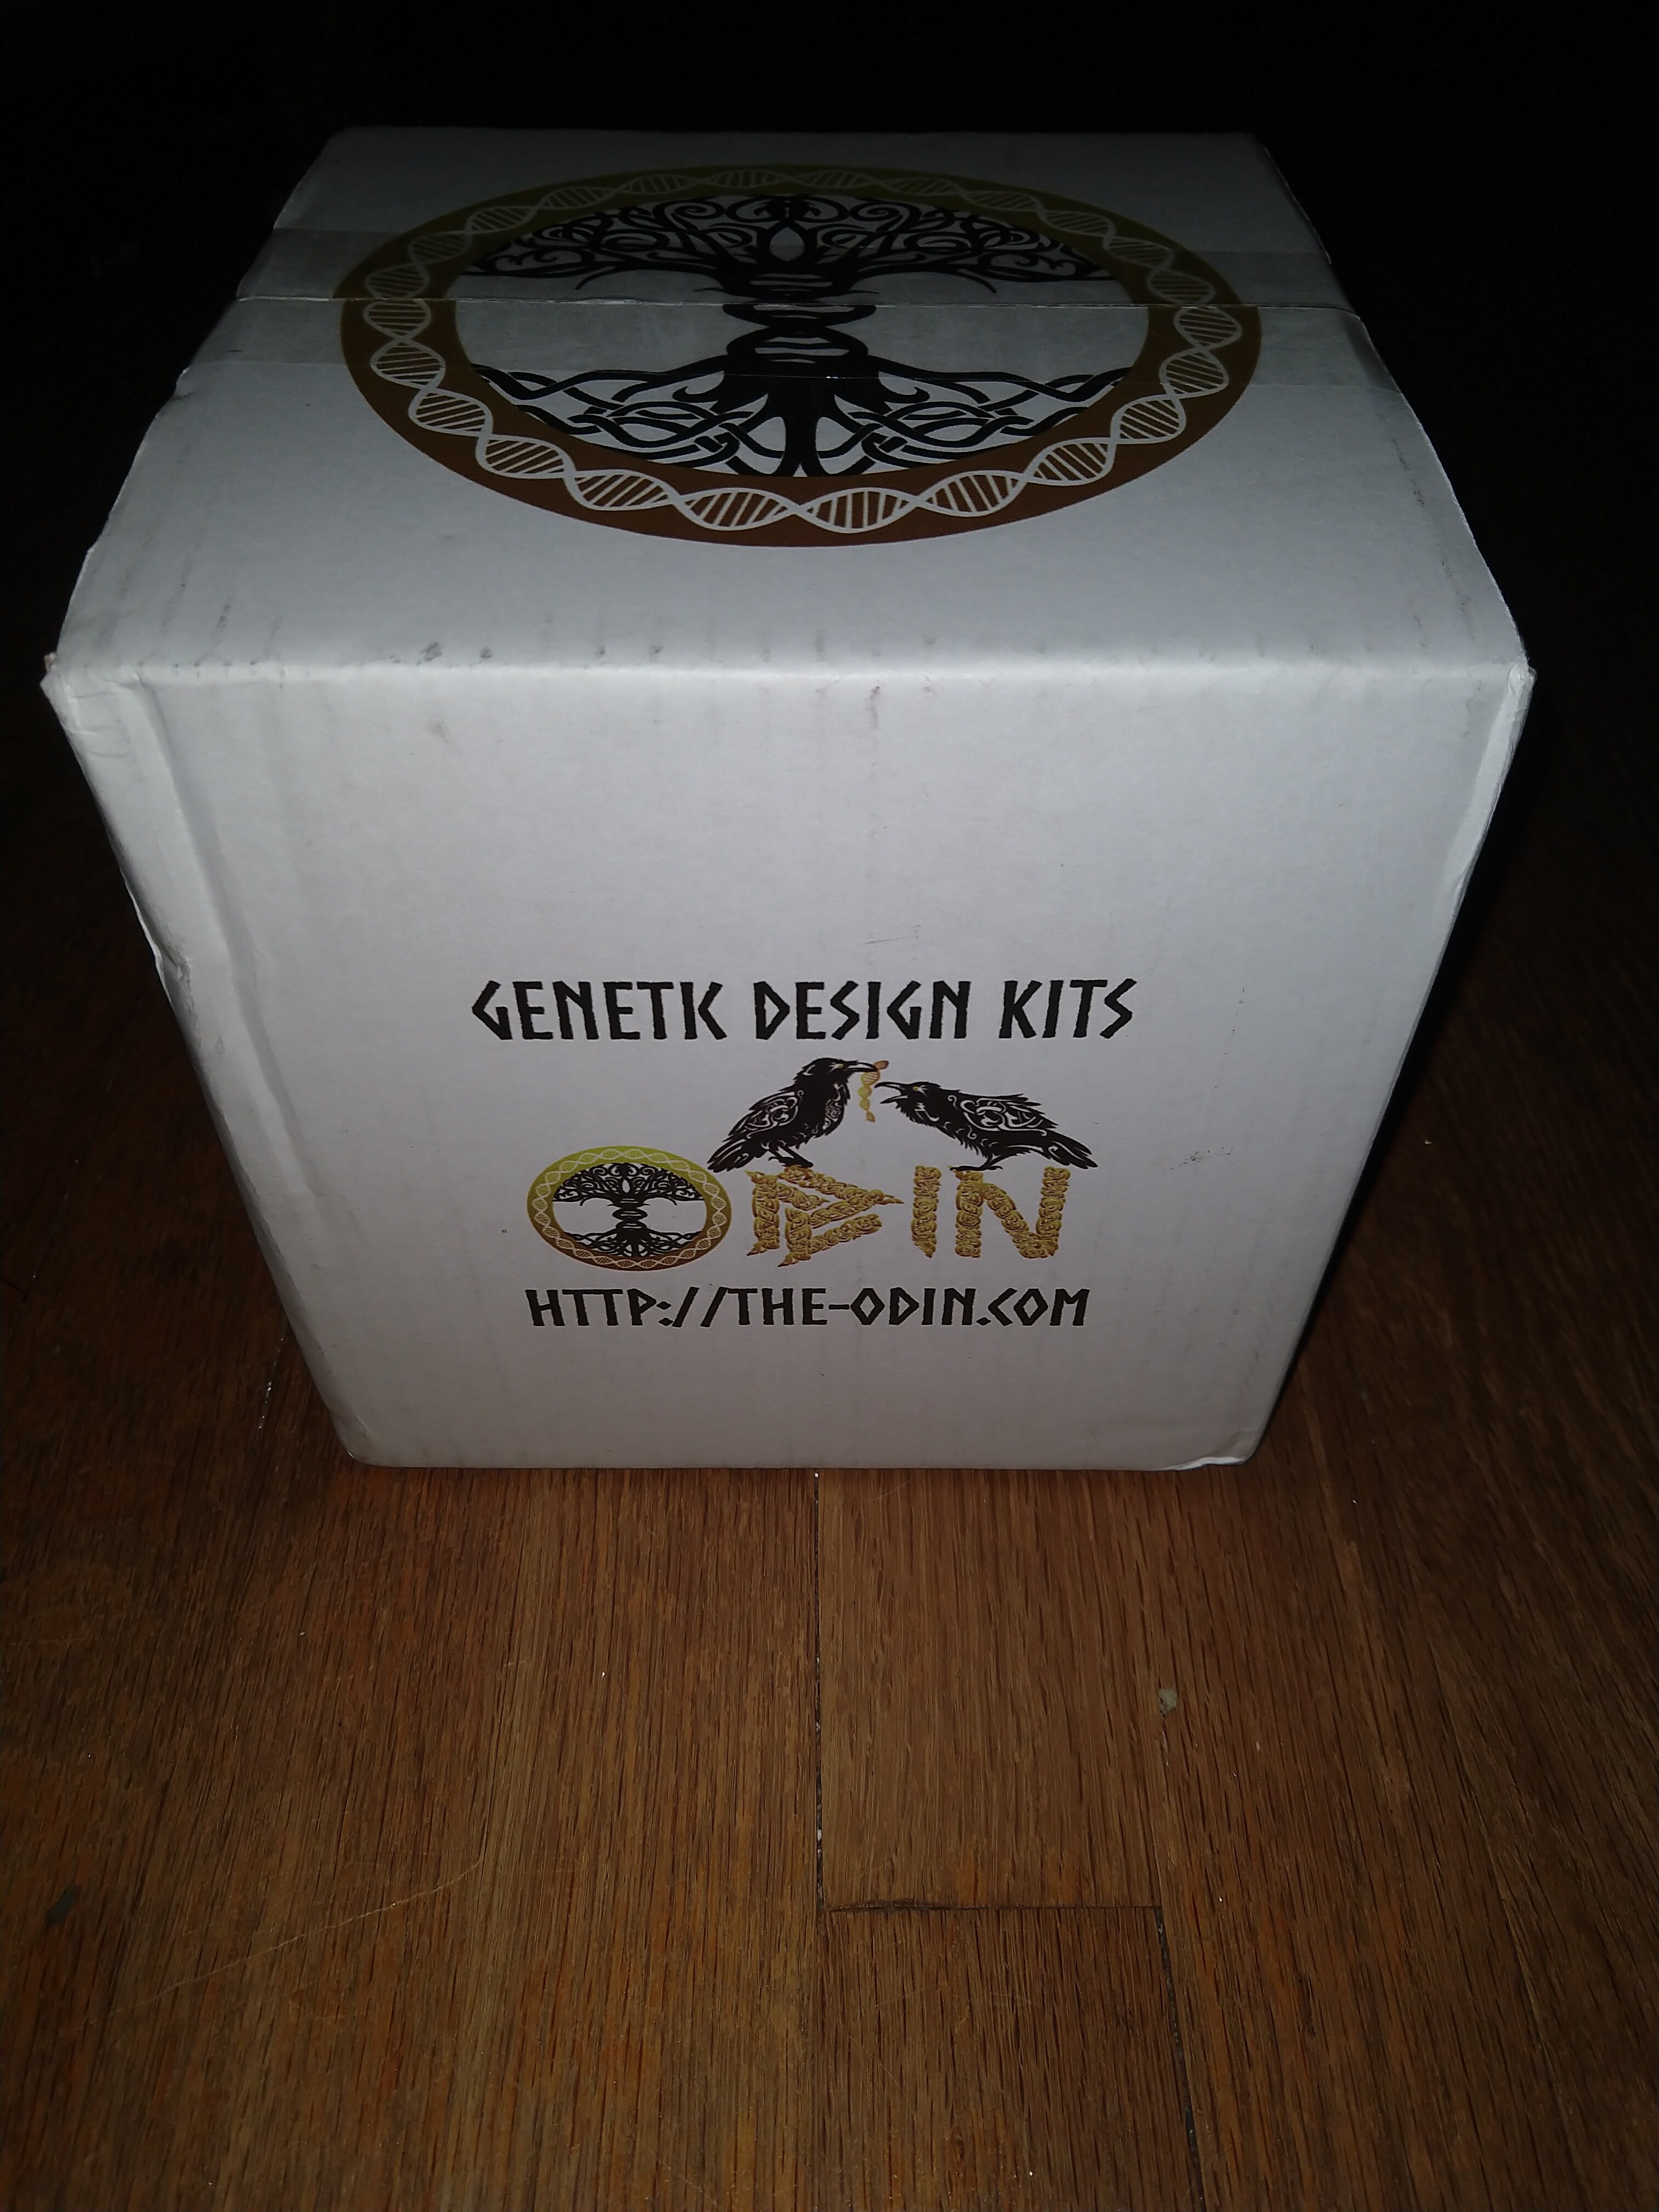 GENETIC DESIGN KITS
ODIN
HTTP://THE-ODIN.COM